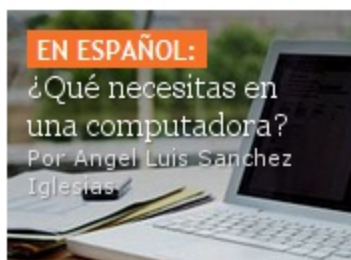 EN ESPAÑOL:
¿Qué necesitas en
una computadora?
Por Angel Luis Sanchez
Iglesias